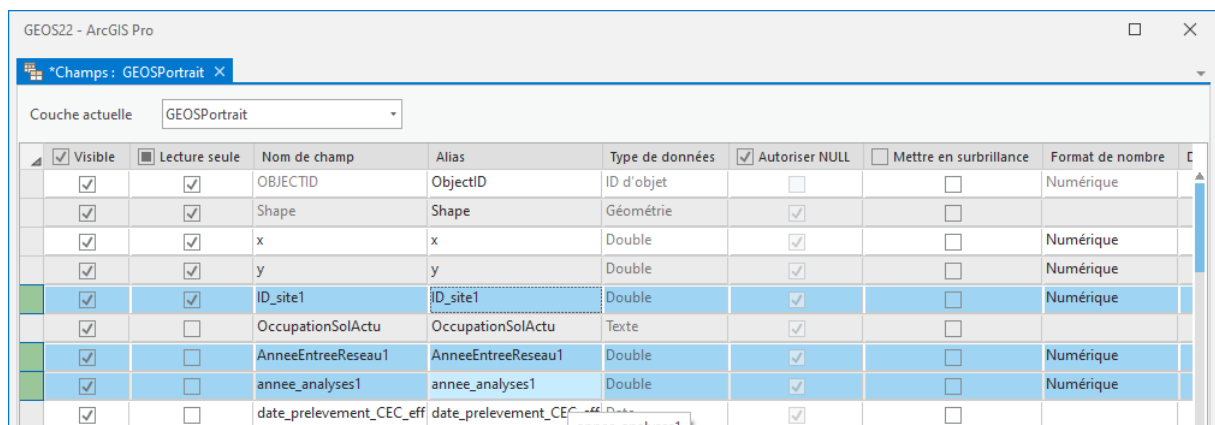 GEOS22 - ArcGIS Pro
*Champs : GEOSPortrait
Couche actuelle GEOSPortrait
Visible Lecture seule Nom de champ Alias Type de données Autoriser NULL Mettre en surbrillance Format de nombre
OBJECTID ObjectID ID d'objet Numérique
Shape Shape Géométrie
x x Double Numérique
y y Double Numérique
ID_site1 ID_site1 Double Numérique
OccupationSolActu OccupationSolActu Texte
AnneeEntreeReseau1 AnneeEntreeReseau1 Double Numérique
annee_analyses1 annee_analyses1 Double Numérique
date_prelevement_CEC_eff date_prelevement_CEC_eff